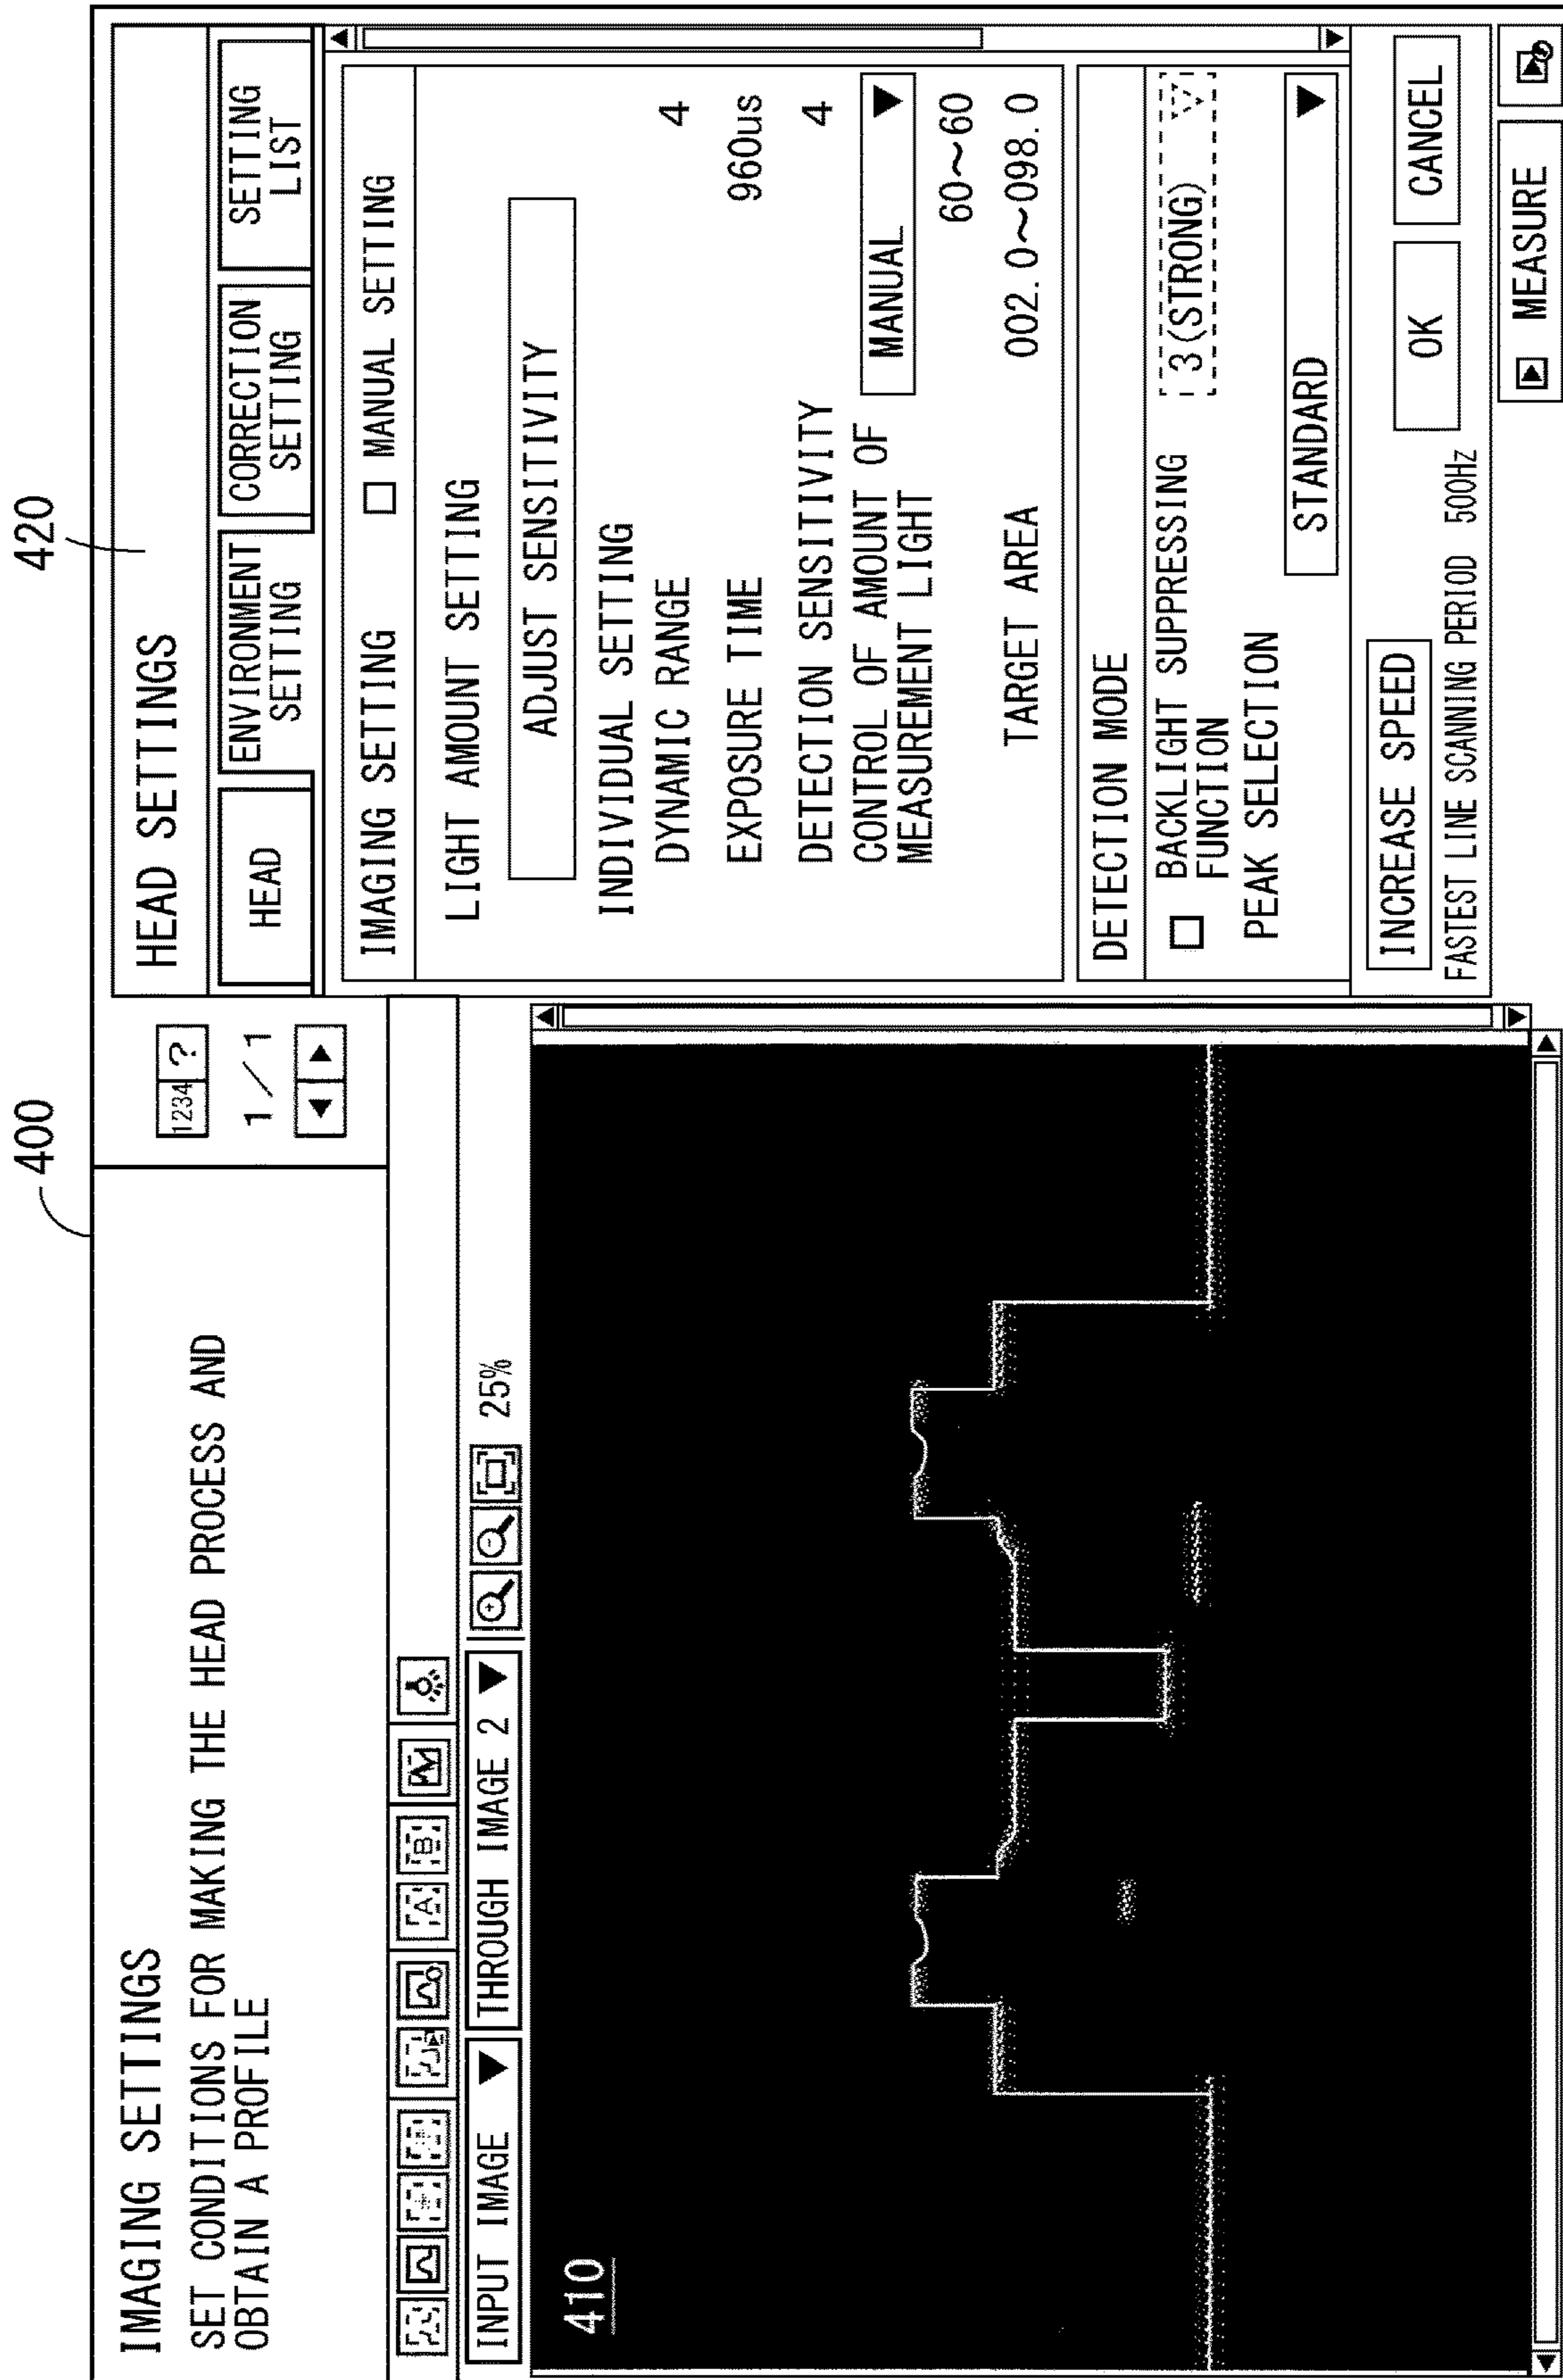 400
420
IMAGING SETTINGS
SET CONDITIONS FOR MAKING THE HEAD PROCESS AND
OBTAIN A PROFILE
1234 ?
1/1
A B
INPUT IMAGE ▼ THROUGH IMAGE 2 ▼ 25%
410
HEAD SETTINGS
HEAD
ENVIRONMENT
SETTING
CORRECTION
SETTING
SETTING
LIST
IMAGING SETTING □ MANUAL SETTING
LIGHT AMOUNT SETTING
ADJUST SENSITIVITY
INDIVIDUAL SETTING
DYNAMIC RANGE 4
EXPOSURE TIME 960us
DETECTION SENSITIVITY 4
CONTROL OF AMOUNT OF
MEASUREMENT LIGHT
MANUAL ▼
60~60
TARGET AREA 002.0~098.0
DETECTION MODE
□ BACKLIGHT SUPPRESSING
FUNCTION
3(STRONG) ▽
PEAK SELECTION
STANDARD ▼
INCREASE SPEED
OK CANCEL
FASTEST LINE SCANNING PERIOD 500Hz
MEASURE